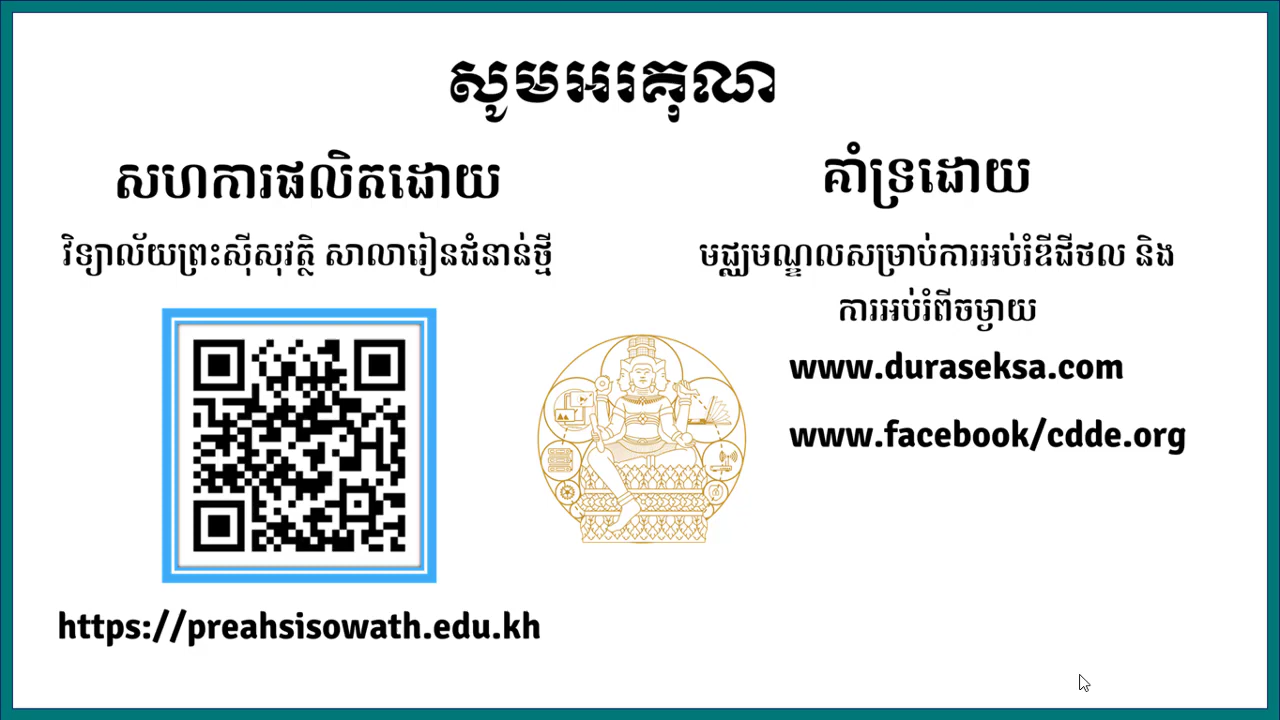 សូមអរគុណ
សហការផលិតដោយ
វិទ្យាល័យព្រះស៊ីសុវត្ថិ សាលារៀនជំនាន់ថ្មី
https://preahsisowath.edu.kh
គាំទ្រដោយ
មជ្ឈមណ្ឌលសម្រាប់ការអប់រំឌីជីថល និង
ការអប់រំពីចម្ងាយ
www.duraseksa.com
www.facebook/cdde.org